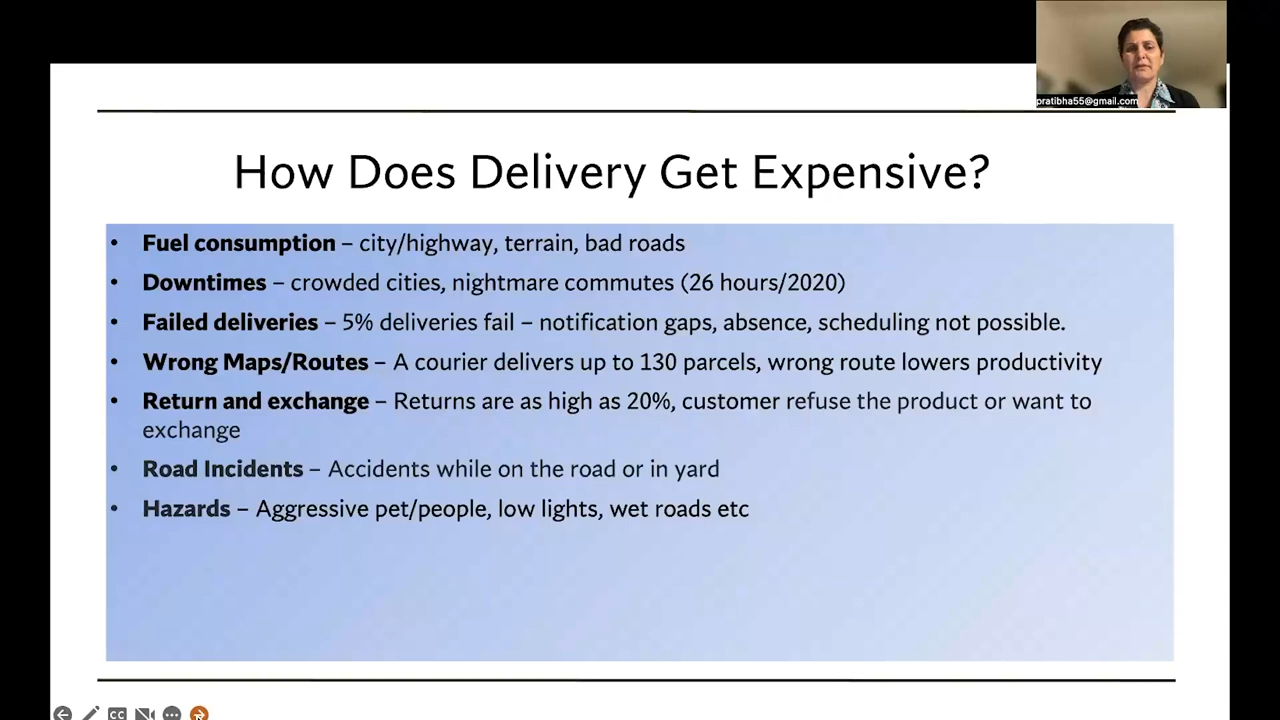 pratibha55@gmail.com
How Does Delivery Get Expensive?
• Fuel consumption – city/highway, terrain, bad roads
• Downtimes – crowded cities, nightmare commutes (26 hours/2020)
• Failed deliveries – 5% deliveries fail – notification gaps, absence, scheduling not possible.
• Wrong Maps/Routes – A courier delivers up to 130 parcels, wrong route lowers productivity
• Return and exchange – Returns are as high as 20%, customer refuse the product or want to
exchange
• Road Incidents – Accidents while on the road or in yard
• Hazards – Aggressive pet/people, low lights, wet roads etc
CC